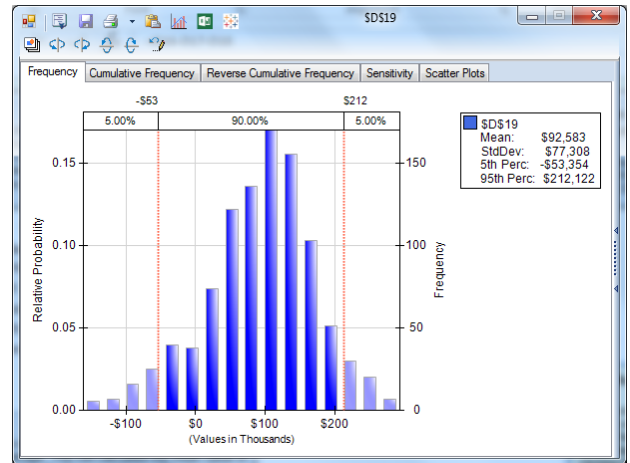 $D$19
Frequency
Cumulative Frequency
Reverse Cumulative Frequency
Sensitivity
Scatter Plots
-$53
$212
5.00%
90.00%
5.00%
$D$19
Mean: $92,583
StdDev: $77,308
5th Perc: -$53,354
95th Perc: $212,122
0.15
0.10
0.05
0.00
Relative Probability
150
100
50
0
Frequency
-$100
$0
$100
$200
(Values in Thousands)